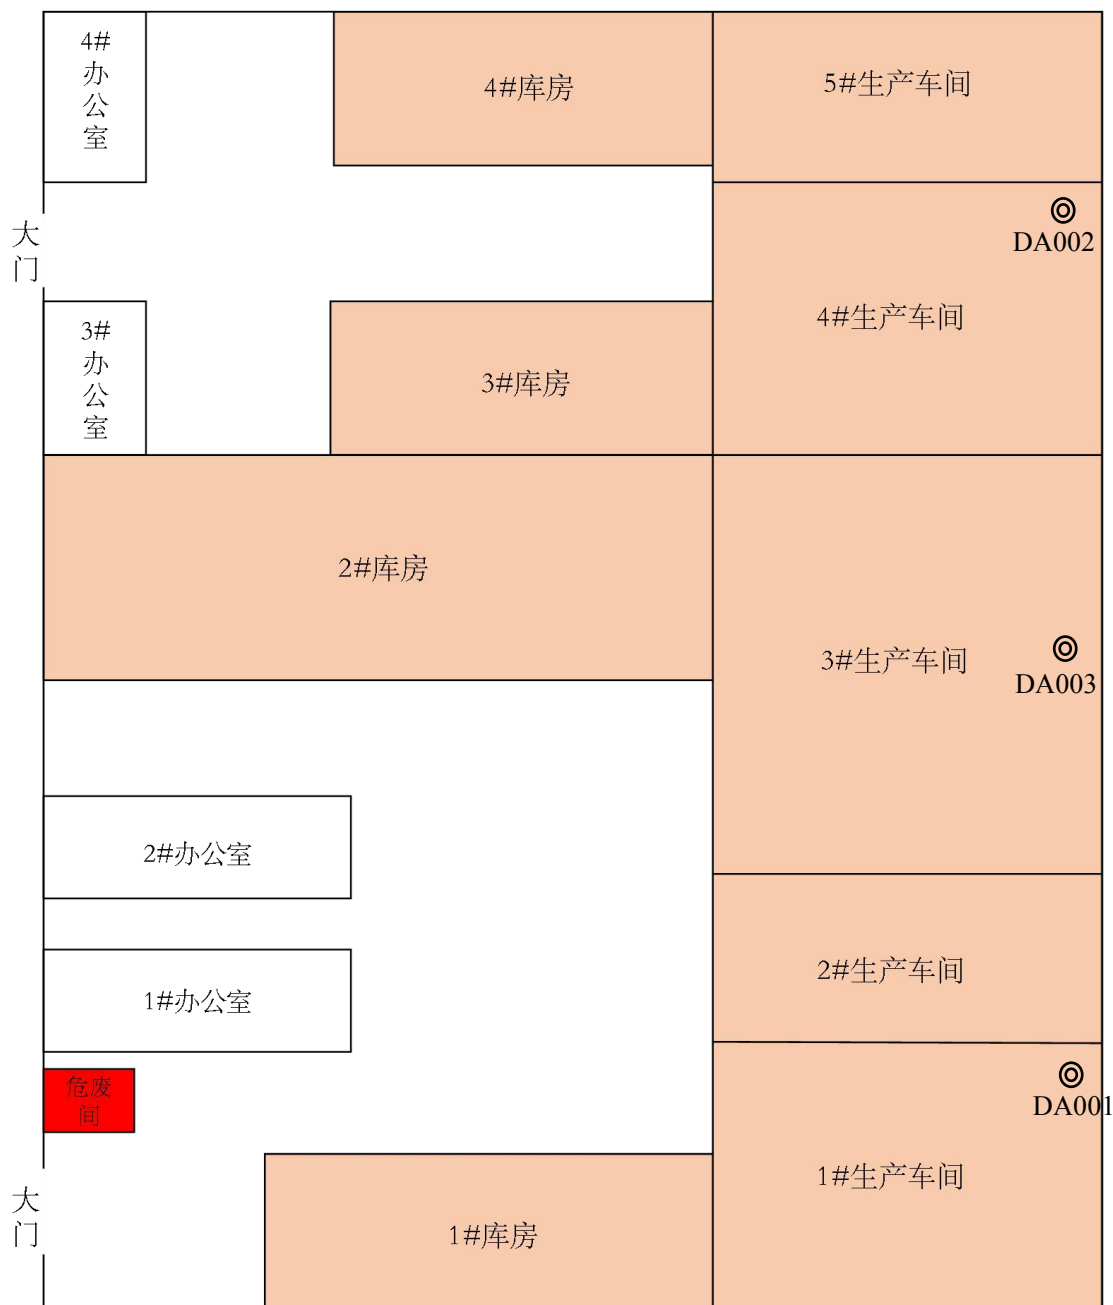 4#
办
公
室
4#库房
5#生产车间
大
门
DA002
3#
办
公
室
3#库房
4#生产车间
2#库房
3#生产车间
DA003
2#办公室
2#生产车间
1#办公室
危废
间
DA001
大
门
1#库房
1#生产车间